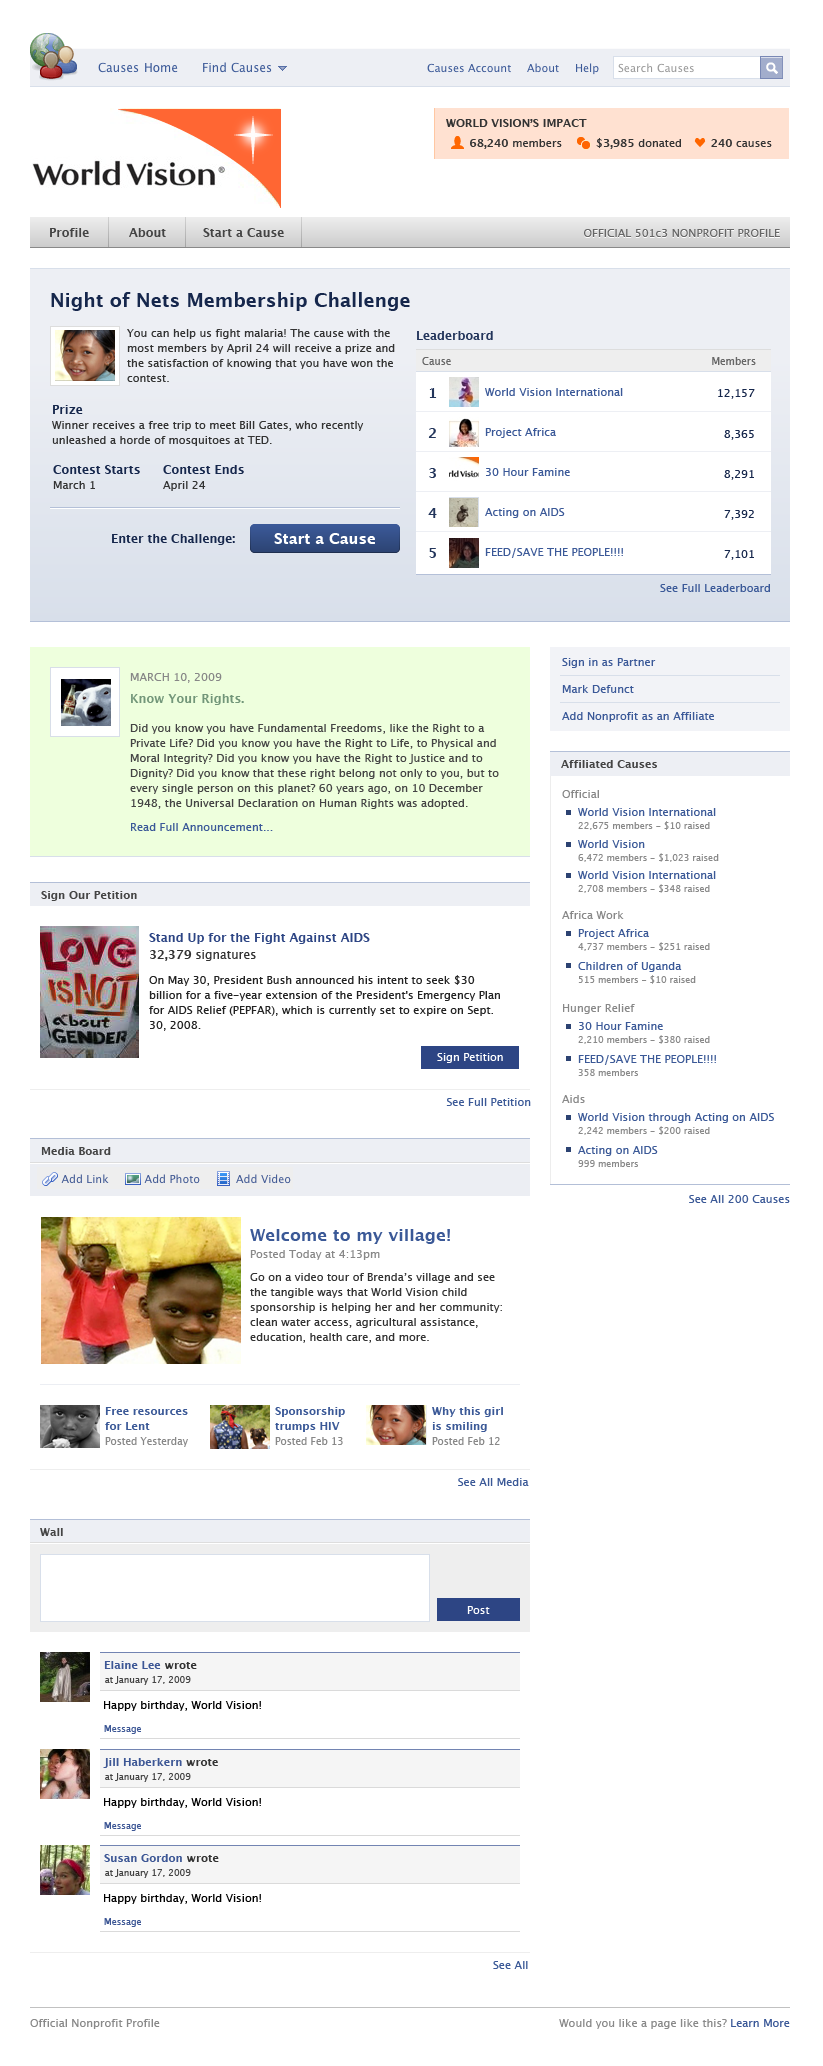 Causes Home
Find Causes
Causes Account
About
Help
Search Causes
World Vision®
WORLD VISION'S IMPACT
68,240 members
$3,985 donated
240 causes
Profile
About
Start a Cause
OFFICIAL 501c3 NONPROFIT PROFILE
Night of Nets Membership Challenge
You can help us fight malaria! The cause with the
most members by April 24 will receive a prize and
the satisfaction of knowing that you have won the
contest.
Prize
Winner receives a free trip to meet Bill Gates, who recently
unleashed a horde of mosquitoes at TED.
Contest Starts
Contest Ends
March 1
April 24
Enter the Challenge:
Start a Cause
Leaderboard
Cause
Members
1
World Vision International
12,157
2
Project Africa
8,365
3
rld Visio
30 Hour Famine
8,291
4
Acting on AIDS
7,392
5
FEED/SAVE THE PEOPLE!!!!
7,101
See Full Leaderboard
MARCH 10, 2009
Know Your Rights.
Did you know you have Fundamental Freedoms, like the Right to a
Private Life? Did you know you have the Right to Life, to Physical and
Moral Integrity? Did you know you have the Right to Justice and to
Dignity? Did you know that these right belong not only to you, but to
every single person on this planet? 60 years ago, on 10 December
1948, the Universal Declaration on Human Rights was adopted.
Read Full Announcement...
Sign Our Petition
LOVE
IS NOT
about
GENDER
Stand Up for the Fight Against AIDS
32,379 signatures
On May 30, President Bush announced his intent to seek $30
billion for a five-year extension of the President's Emergency Plan
for AIDS Relief (PEPFAR), which is currently set to expire on Sept.
30, 2008.
Sign Petition
See Full Petition
Media Board
Add Link
Add Photo
Add Video
Welcome to my village!
Posted Today at 4:13pm
Go on a video tour of Brenda's village and see
the tangible ways that World Vision child
sponsorship is helping her and her community:
clean water access, agricultural assistance,
education, health care, and more.
Free resources
for Lent
Posted Yesterday
Sponsorship
trumps HIV
Posted Feb 13
Why this girl
is smiling
Posted Feb 12
See All Media
Wall
Post
Elaine Lee wrote
at January 17, 2009
Happy birthday, World Vision!
Message
Jill Haberkern wrote
at January 17, 2009
Happy birthday, World Vision!
Message
Susan Gordon wrote
at January 17, 2009
Happy birthday, World Vision!
Message
See All
Sign in as Partner
Mark Defunct
Add Nonprofit as an Affiliate
Affiliated Causes
Official
World Vision International
22,675 members – $10 raised
World Vision
6,472 members – $1,023 raised
World Vision International
2,708 members – $348 raised
Africa Work
Project Africa
4,737 members – $251 raised
Children of Uganda
515 members – $10 raised
Hunger Relief
30 Hour Famine
2,210 members – $380 raised
FEED/SAVE THE PEOPLE!!!!
358 members
Aids
World Vision through Acting on AIDS
2,242 members – $200 raised
Acting on AIDS
999 members
See All 200 Causes
Official Nonprofit Profile
Would you like a page like this? Learn More